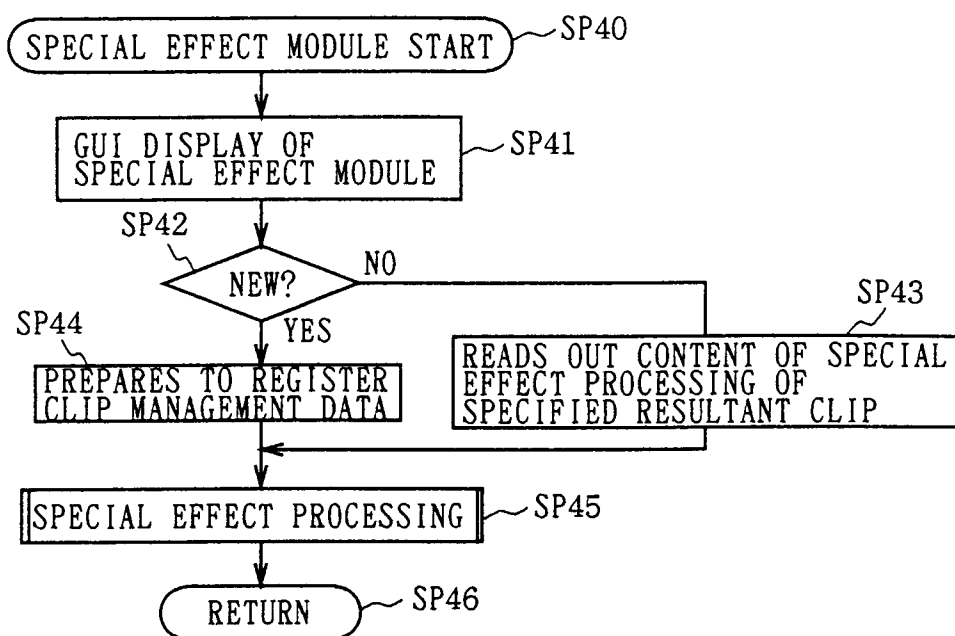 SPECIAL EFFECT MODULE START
SP40
GUI DISPLAY OF
SPECIAL EFFECT MODULE
SP41
SP42
NEW?
NO
YES
SP43
SP44
READS OUT CONTENT OF SPECIAL
EFFECT PROCESSING OF
SPECIFIED RESULTANT CLIP
PREPARES TO REGISTER
CLIP MANAGEMENT DATA
SPECIAL EFFECT PROCESSING
SP45
RETURN
SP46